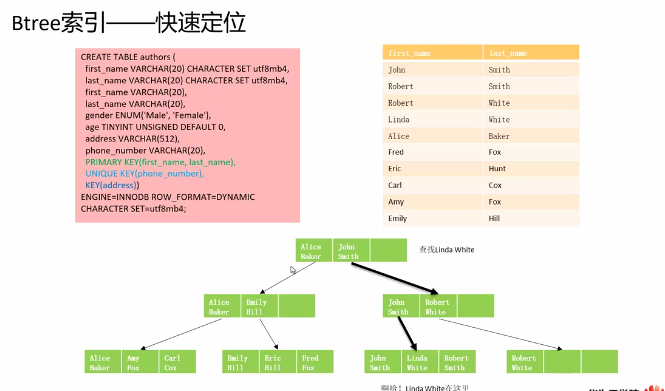 Btree索引——快速定位
CREATE TABLE authors (
first_name VARCHAR(20) CHARACTER SET utf8mb4,
last_name VARCHAR(20) CHARACTER SET utf8mb4,
first_name VARCHAR(20),
last_name VARCHAR(20),
gender ENUM('Male', 'Female'),
age TINYINT UNSIGNED DEFAULT 0,
address VARCHAR(512),
phone_number VARCHAR(20),
PRIMARY KEY(first_name, last_name),
UNIQUE KEY(phone_number),
KEY(address))
ENGINE=INNODB ROW_FORMAT=DYNAMIC
CHARACTER SET=utf8mb4;
first_name last_name
John Smith
Robert Smith
Robert White
Linda White
Alice Baker
Fred Fox
Eric Hunt
Carl Cox
Amy Fox
Emily Hill
Alice John
Baker Smith
查找Linda White
Alice Emily
Baker Hill
John Robert
Smith White
Alice Amy Carl
Baker Fox Cox
Emily Eric Fred
Hill Hill Fox
John Linda Robert
Smith White Smith
Robert
White
啊哈！Linda White在这里